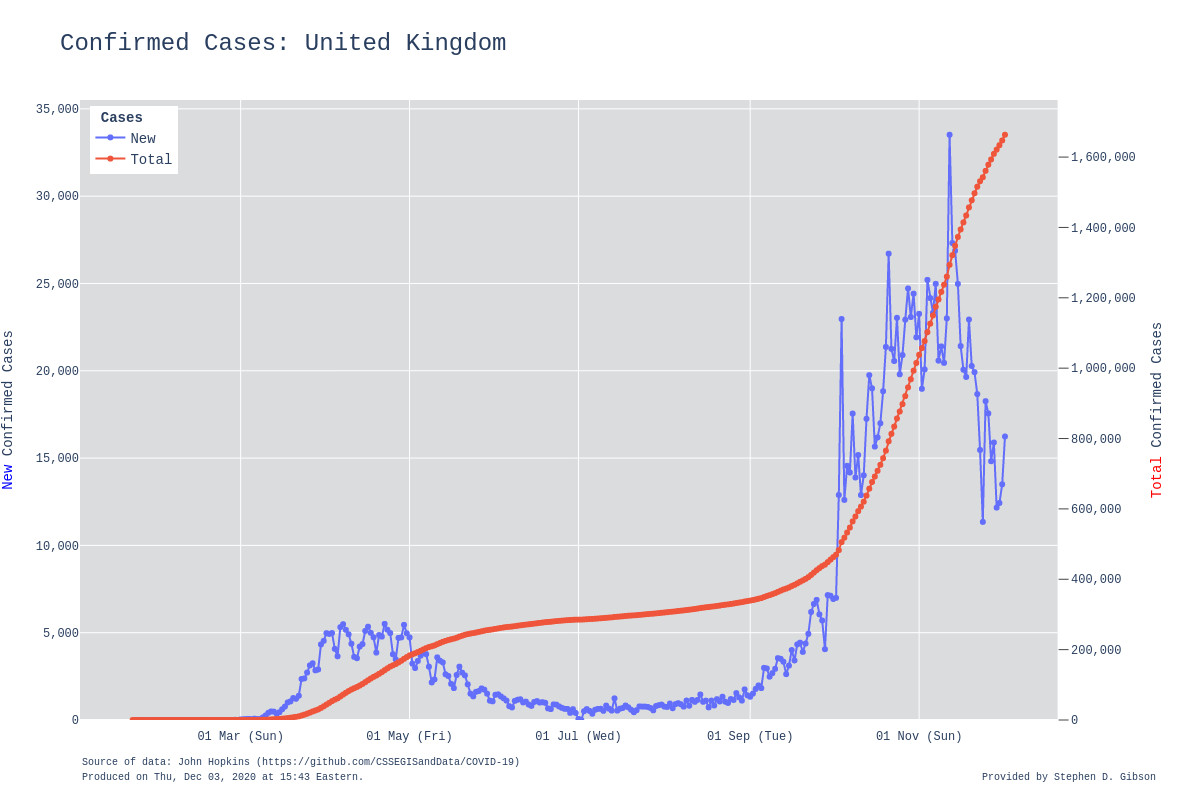 Confirmed Cases: United Kingdom
Cases
New
Total
35,000
30,000
25,000
20,000
15,000
10,000
5,000
0
New Confirmed Cases
1,600,000
1,400,000
1,200,000
1,000,000
800,000
600,000
400,000
200,000
0
Total Confirmed Cases
01 Mar (Sun)
01 May (Fri)
01 Jul (Wed)
01 Sep (Tue)
01 Nov (Sun)
Source of data: John Hopkins (https://github.com/CSSEGISandData/COVID-19)
Produced on Thu, Dec 03, 2020 at 15:43 Eastern.
Provided by Stephen D. Gibson